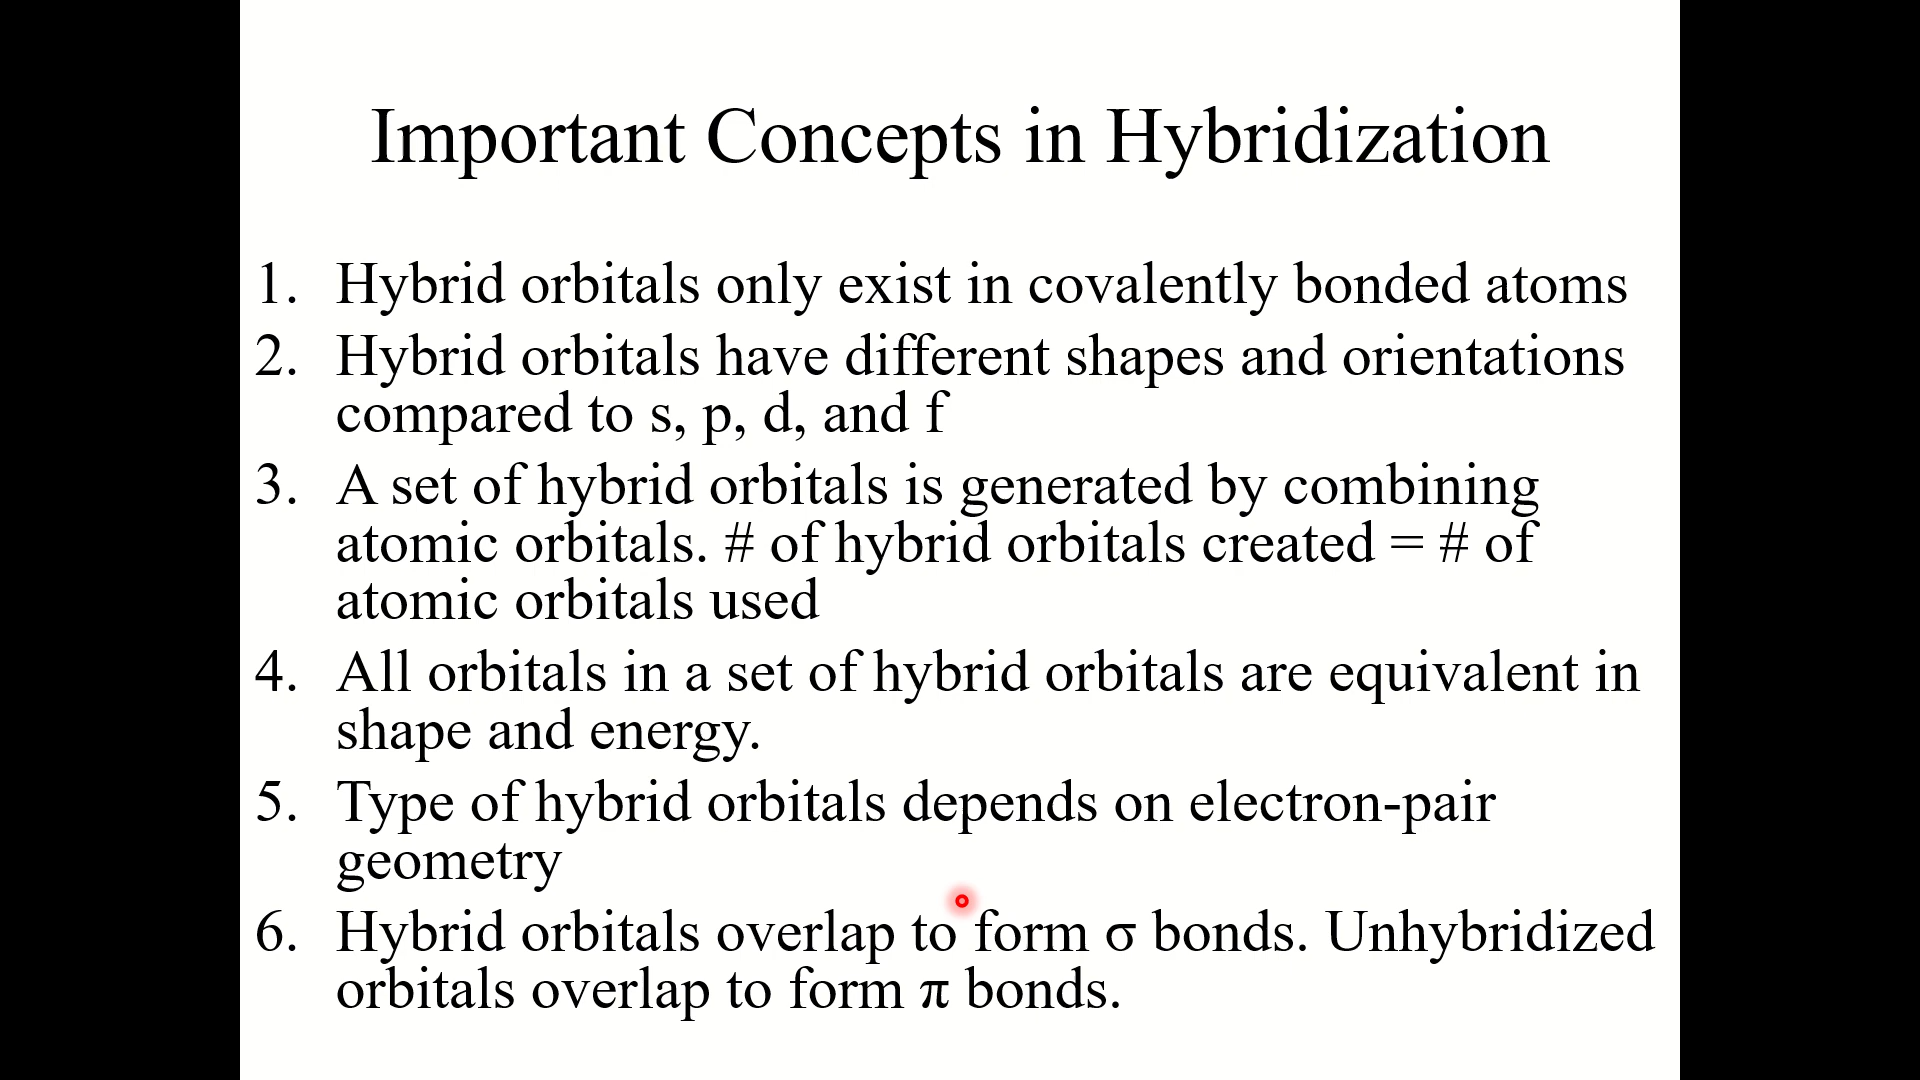 Important Concepts in Hybridization
1. Hybrid orbitals only exist in covalently bonded atoms
2. Hybrid orbitals have different shapes and orientations
compared to s, p, d, and f
3. A set of hybrid orbitals is generated by combining
atomic orbitals. # of hybrid orbitals created = # of
atomic orbitals used
4. All orbitals in a set of hybrid orbitals are equivalent in
shape and energy.
5. Type of hybrid orbitals depends on electron-pair
geometry
6. Hybrid orbitals overlap to form σ bonds. Unhybridized
orbitals overlap to form π bonds.